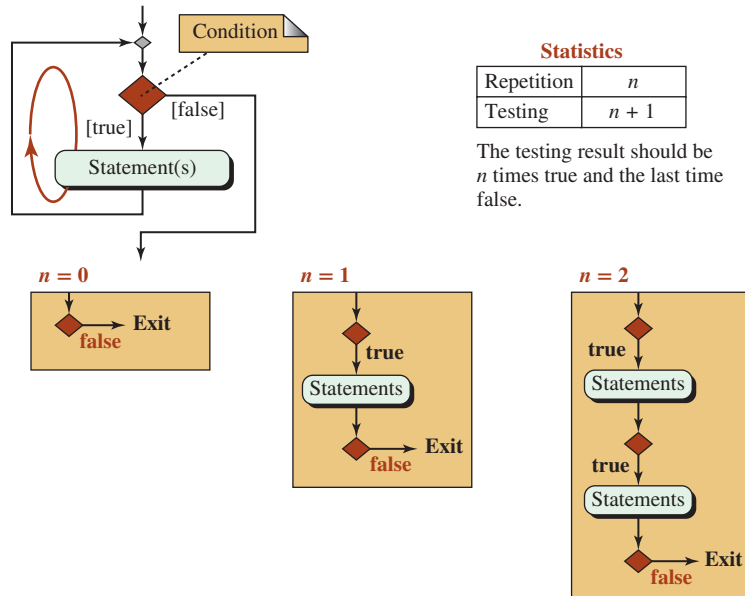 Condition
[true]
[false]
Statement(s)
Statistics
Repetition n
Testing n + 1
The testing result should be
n times true and the last time
false.
n = 0
false
Exit
n = 1
true
Statements
false
Exit
n = 2
true
Statements
true
Statements
false
Exit